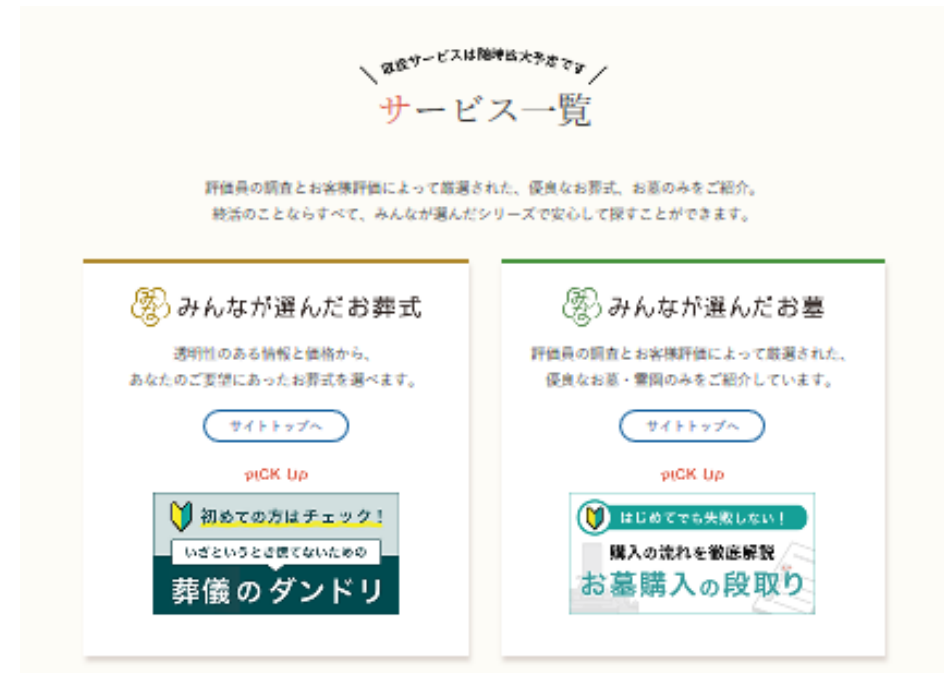 取扱サービスは随時拡大予定です
サービス一覧
評価員の調査とお客様評価によって厳選された、優良なお葬式、お墓のみをご紹介。
終活のことならすべて、みんなが選んだシリーズで安心して探すことができます。
みんなが選んだお葬式
透明性のある情報と価格から、
あなたのご要望にあったお葬式を選べます。
サイトトップへ
PiCK Up
初めての方はチェック!
いざというとき慌てないための
葬儀のダンドリ
みんなが選んだお墓
評価員の調査とお客様評価によって厳選された、
優良なお墓・霊園のみをご紹介しています。
サイトトップへ
PiCK Up
はじめてでも失敗しない!
購入の流れを徹底解説
お墓購入の段取り